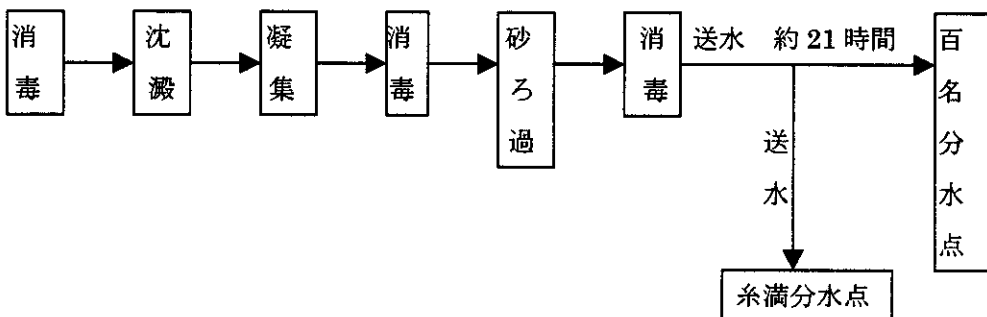 消毒
沈澱
凝集
消毒
砂ろ過
消毒
送水 約21時間
百名分水点
送水
糸満分水点